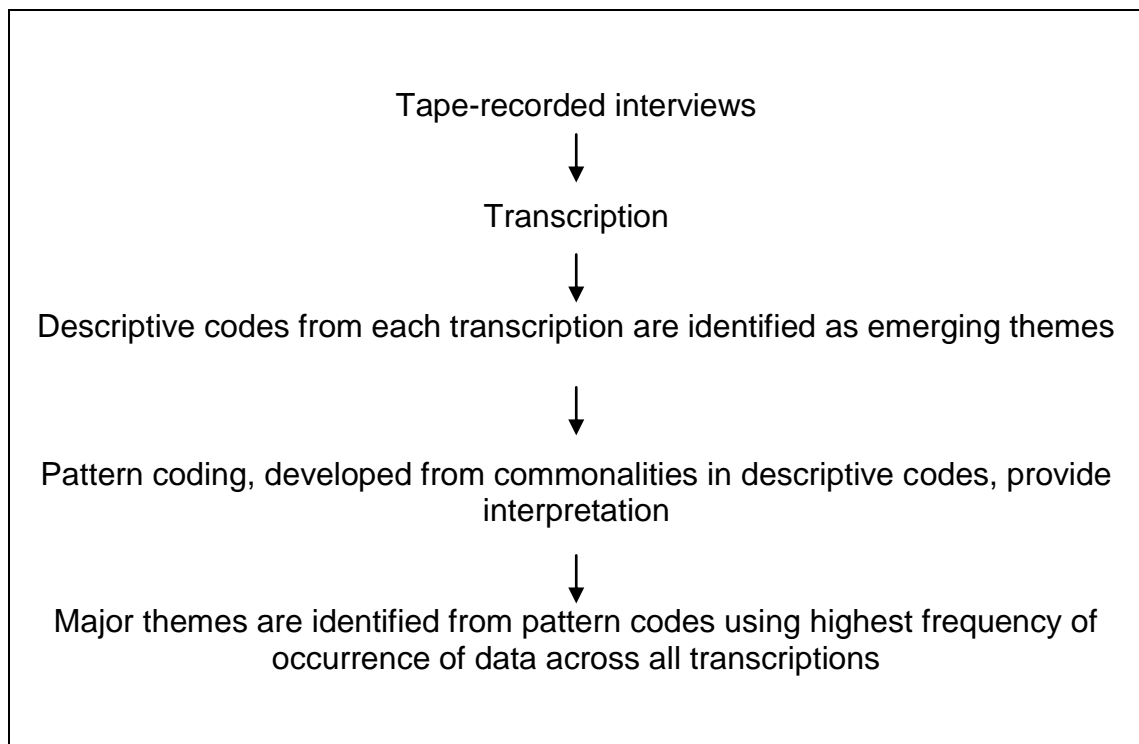 Tape-recorded interviews
Transcription
Descriptive codes from each transcription are identified as emerging themes
Pattern coding, developed from commonalities in descriptive codes, provide
interpretation
Major themes are identified from pattern codes using highest frequency of
occurrence of data across all transcriptions